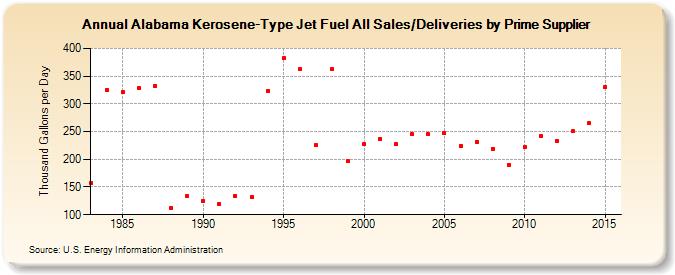 Annual Alabama Kerosene-Type Jet Fuel All Sales/Deliveries by Prime Supplier
Thousand Gallons per Day
400
350
300
250
200
150
100
1985 1990 1995 2000 2005 2010 2015
Source: U.S. Energy Information Administration